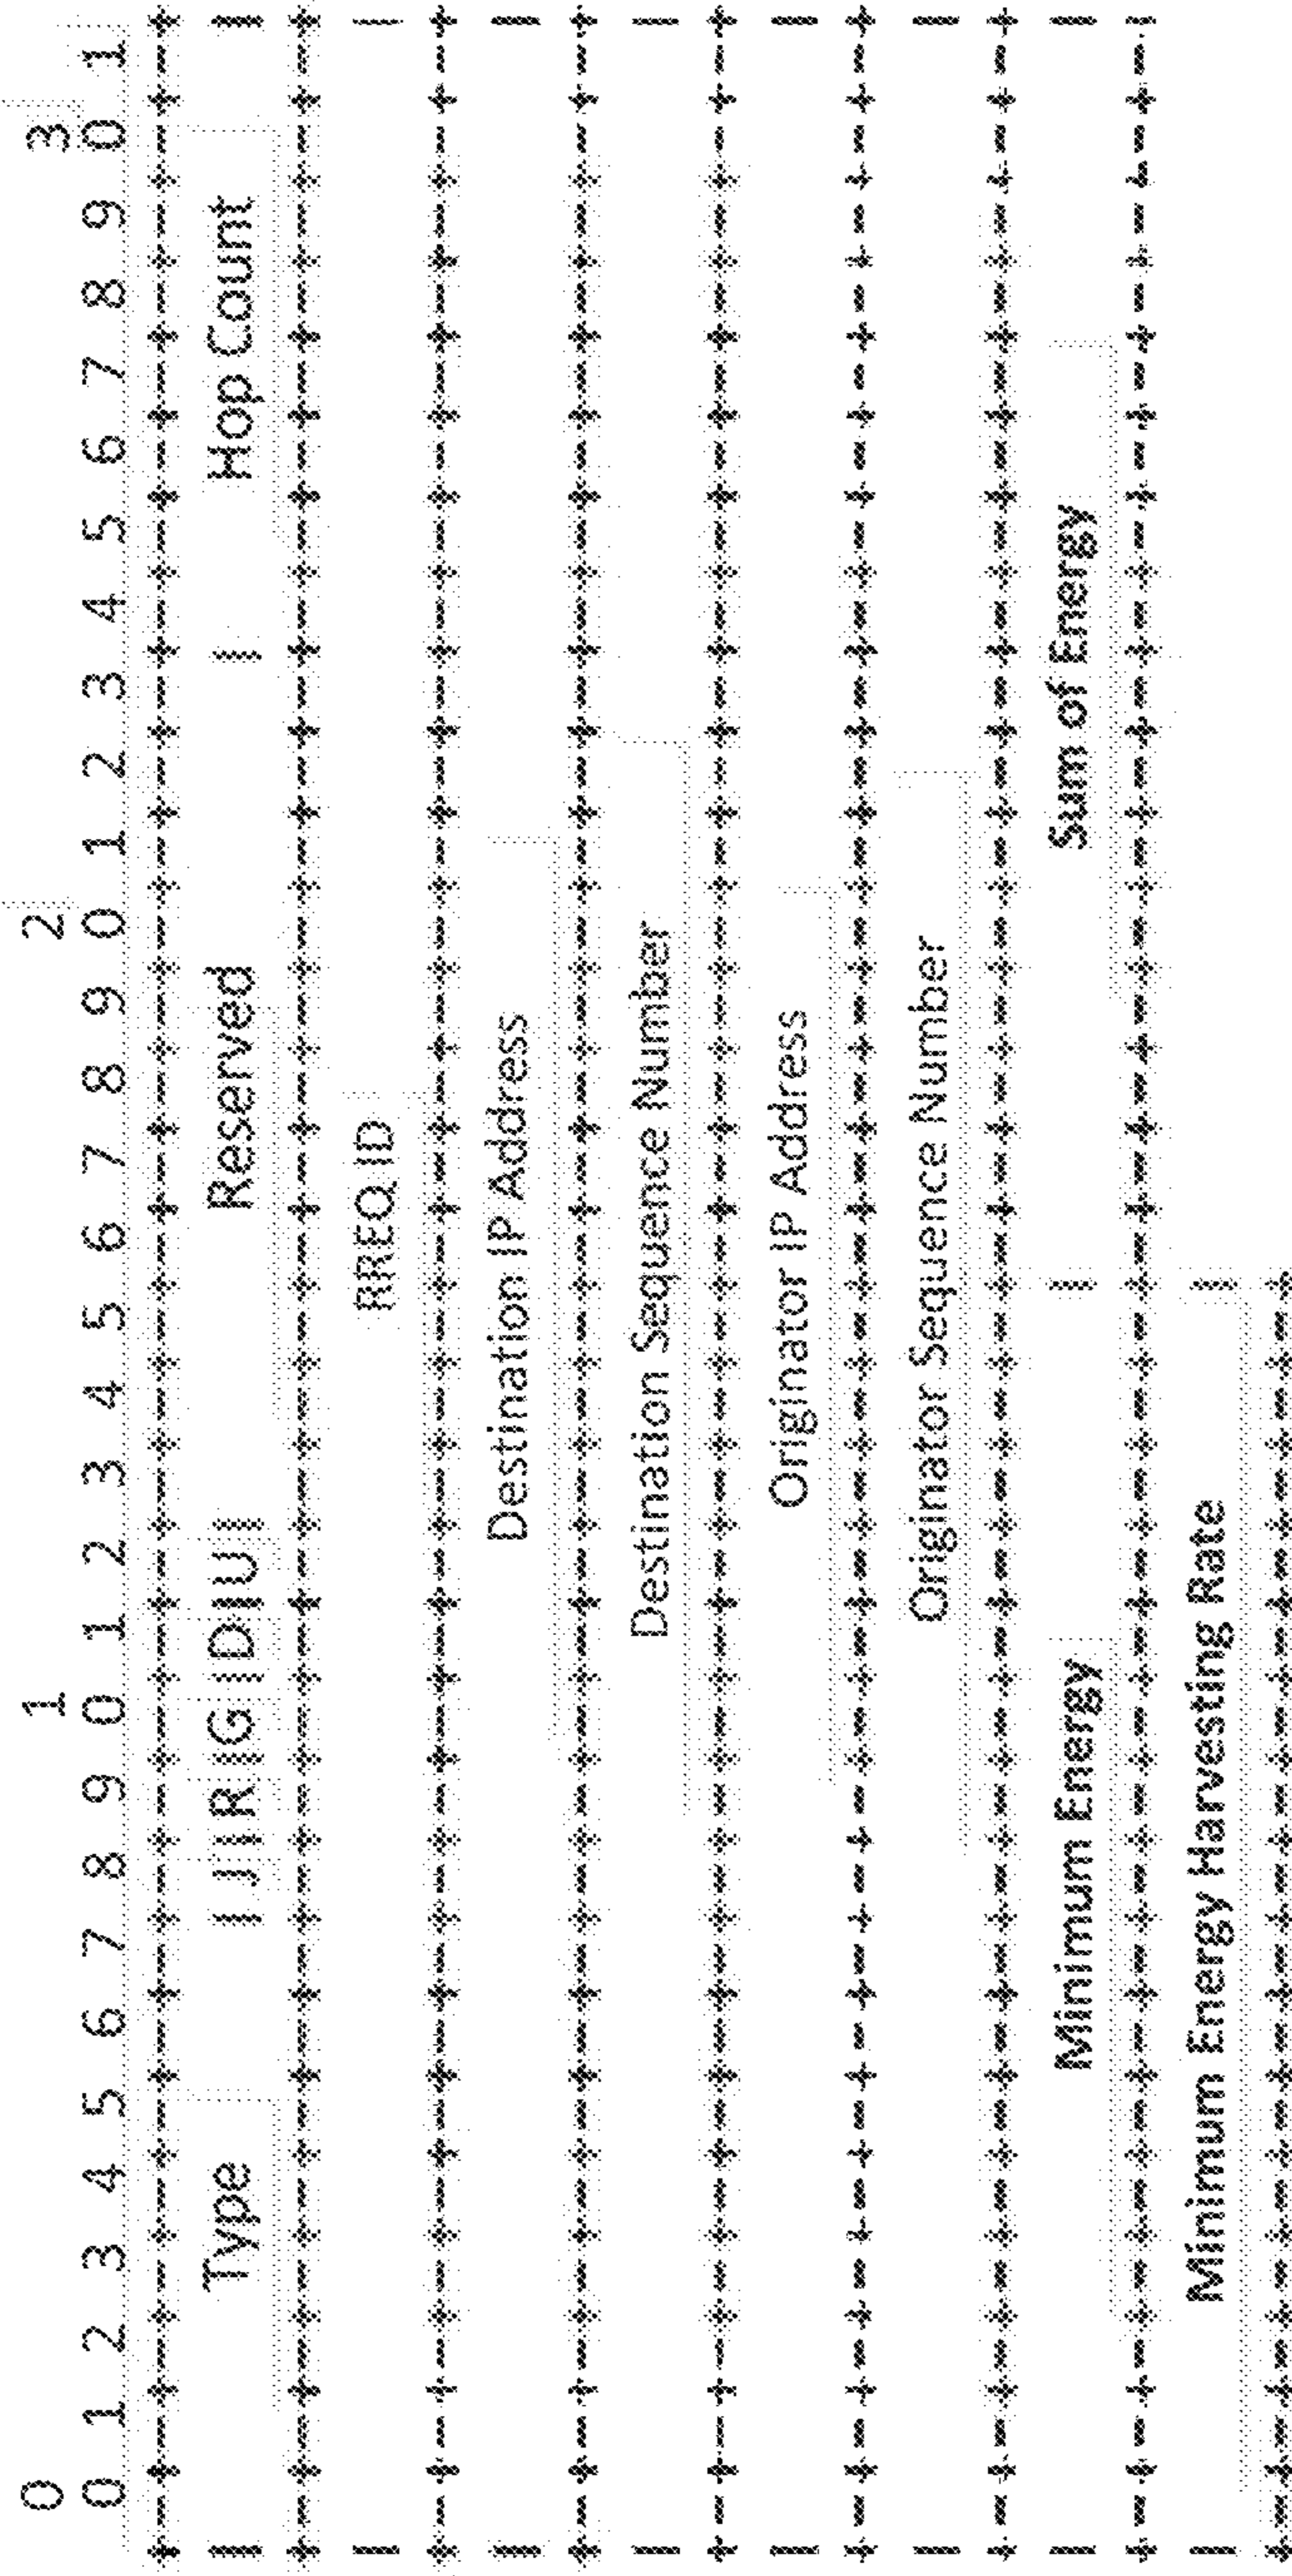 0 1 2 3
0 1 2 3 4 5 6 7 8 9 0 1 2 3 4 5 6 7 8 9 0 1 2 3 4 5 6 7 8 9 0 1
+-+-+-+-+-+-+-+-+-+-+-+-+-+-+-+-+-+-+-+-+-+-+-+-+-+-+-+-+-+-+-+-+
| Type |J|R|G|D|U| Reserved | Hop Count |
+-+-+-+-+-+-+-+-+-+-+-+-+-+-+-+-+-+-+-+-+-+-+-+-+-+-+-+-+-+-+-+-+
| RREQ ID |
+-+-+-+-+-+-+-+-+-+-+-+-+-+-+-+-+-+-+-+-+-+-+-+-+-+-+-+-+-+-+-+-+
| Destination IP Address |
+-+-+-+-+-+-+-+-+-+-+-+-+-+-+-+-+-+-+-+-+-+-+-+-+-+-+-+-+-+-+-+-+
| Destination Sequence Number |
+-+-+-+-+-+-+-+-+-+-+-+-+-+-+-+-+-+-+-+-+-+-+-+-+-+-+-+-+-+-+-+-+
| Originator IP Address |
+-+-+-+-+-+-+-+-+-+-+-+-+-+-+-+-+-+-+-+-+-+-+-+-+-+-+-+-+-+-+-+-+
| Originator Sequence Number |
+-+-+-+-+-+-+-+-+-+-+-+-+-+-+-+-+-+-+-+-+-+-+-+-+-+-+-+-+-+-+-+-+
| Minimum Energy | Sum of Energy |
+-+-+-+-+-+-+-+-+-+-+-+-+-+-+-+-+-+-+-+-+-+-+-+-+-+-+-+-+-+-+-+-|
| Minimum Energy Harvesting Rate |
+-+-+-+-+-+-+-+-+-+-+-+-+-+-+-+-+